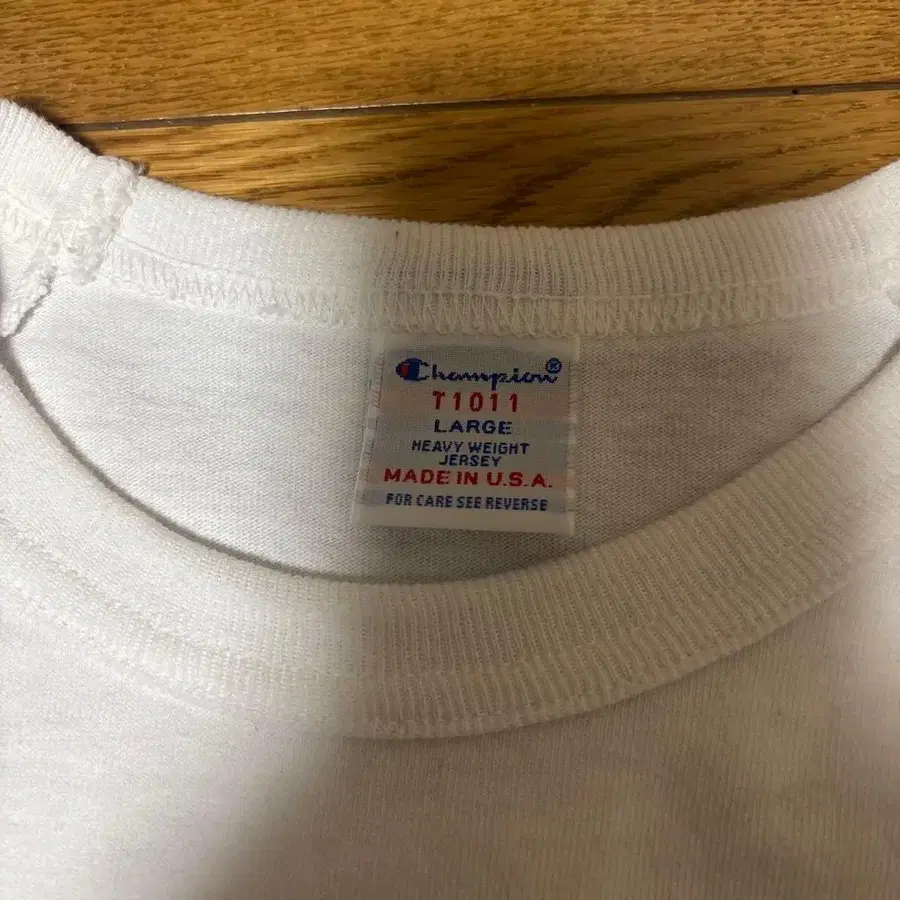 Champion®
T1011
LARGE
HEAVY WEIGHT
JERSEY
MADE IN U.S.A.
FOR CARE SEE REVERSE